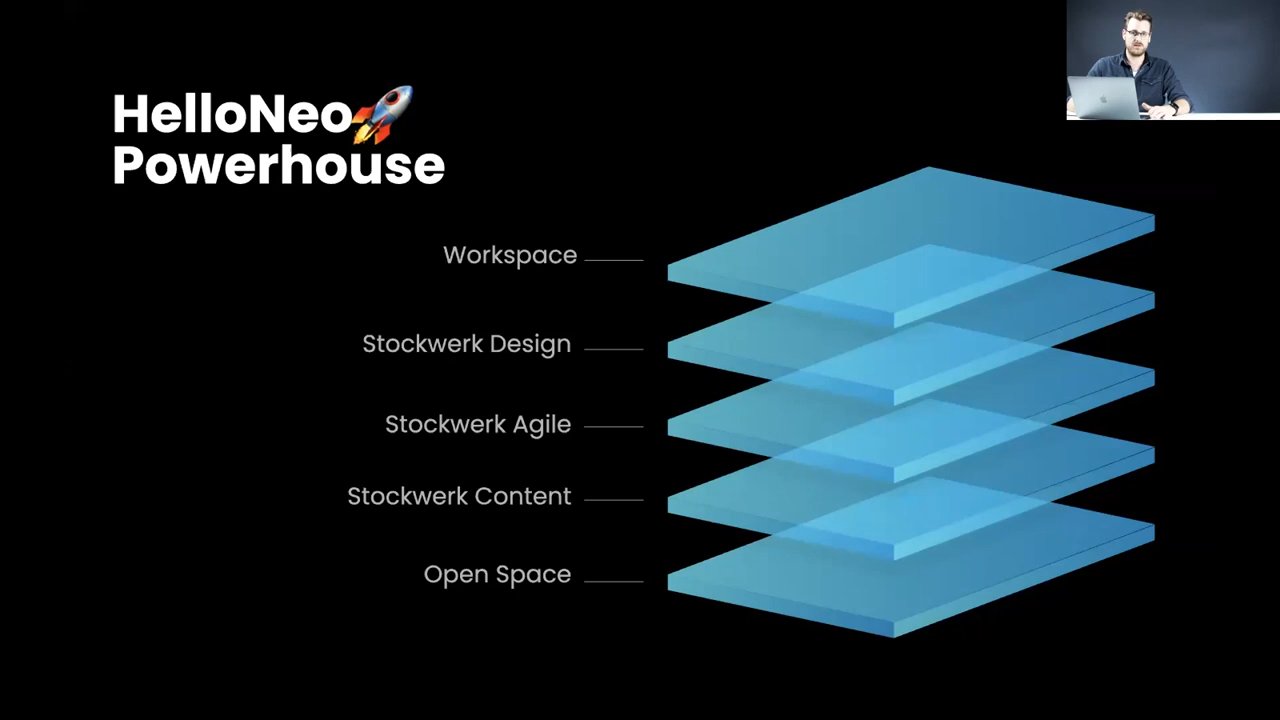 HelloNeo🚀
Powerhouse
Workspace
Stockwerk Design
Stockwerk Agile
Stockwerk Content
Open Space